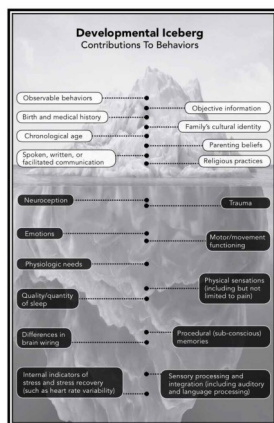 Developmental Iceberg
Contributions To Behaviors
Observable behaviors
Objective information
Birth and medical history
Family's cultural identity
Chronological age
Parenting beliefs
Spoken, written, or
facilitated communication
Religious practices
Neuroception
Trauma
Emotions
Motor/movement
functioning
Physiologic needs
Physical sensations
(including but not
limited to pain)
Quality/quantity
of sleep
Differences in
brain wiring
Procedural (sub-conscious)
memories
Internal indicators of
stress and stress recovery
(such as heart rate variability)
Sensory processing and
integration (including auditory
and language processing)